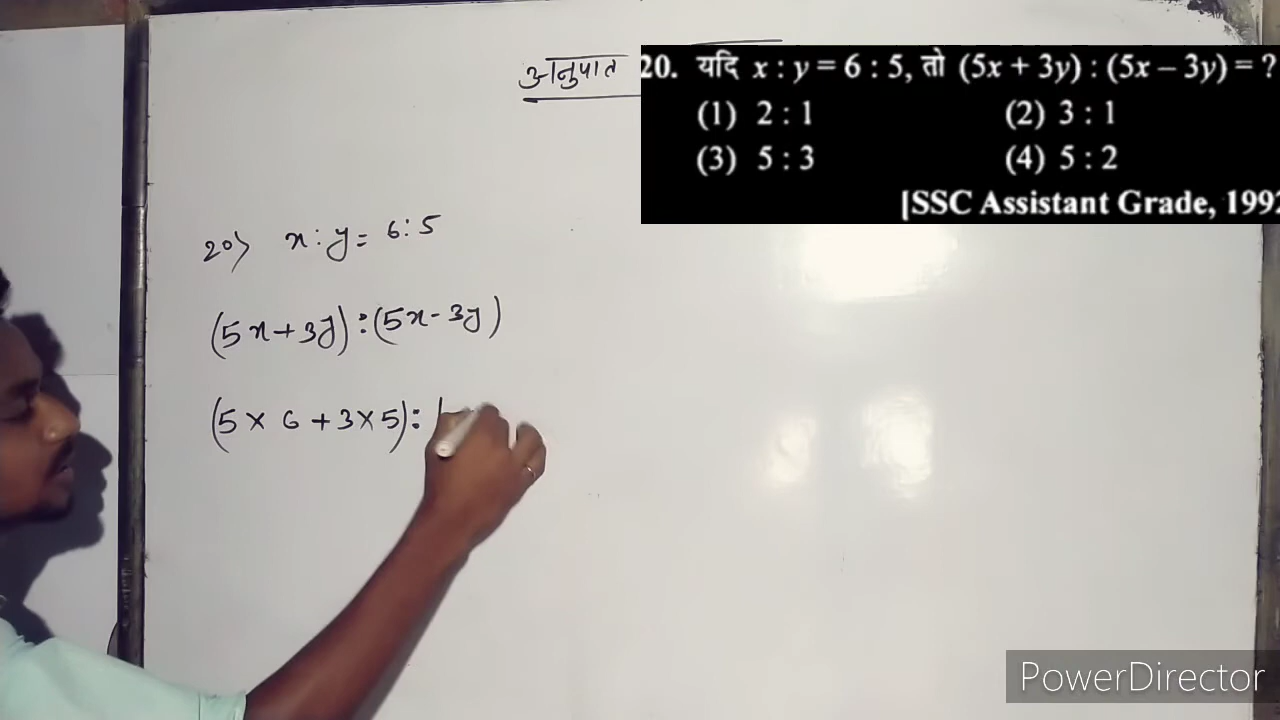 अनुपात
20. यदि x : y = 6 : 5, तो (5x + 3y) : (5x – 3y) = ?
(1) 2 : 1 (2) 3 : 1
(3) 5 : 3 (4) 5 : 2
[SSC Assistant Grade, 1992
20) x : y = 6 : 5
(5x + 3y) : (5x - 3y)
(5 × 6 + 3 × 5) : (
PowerDirector